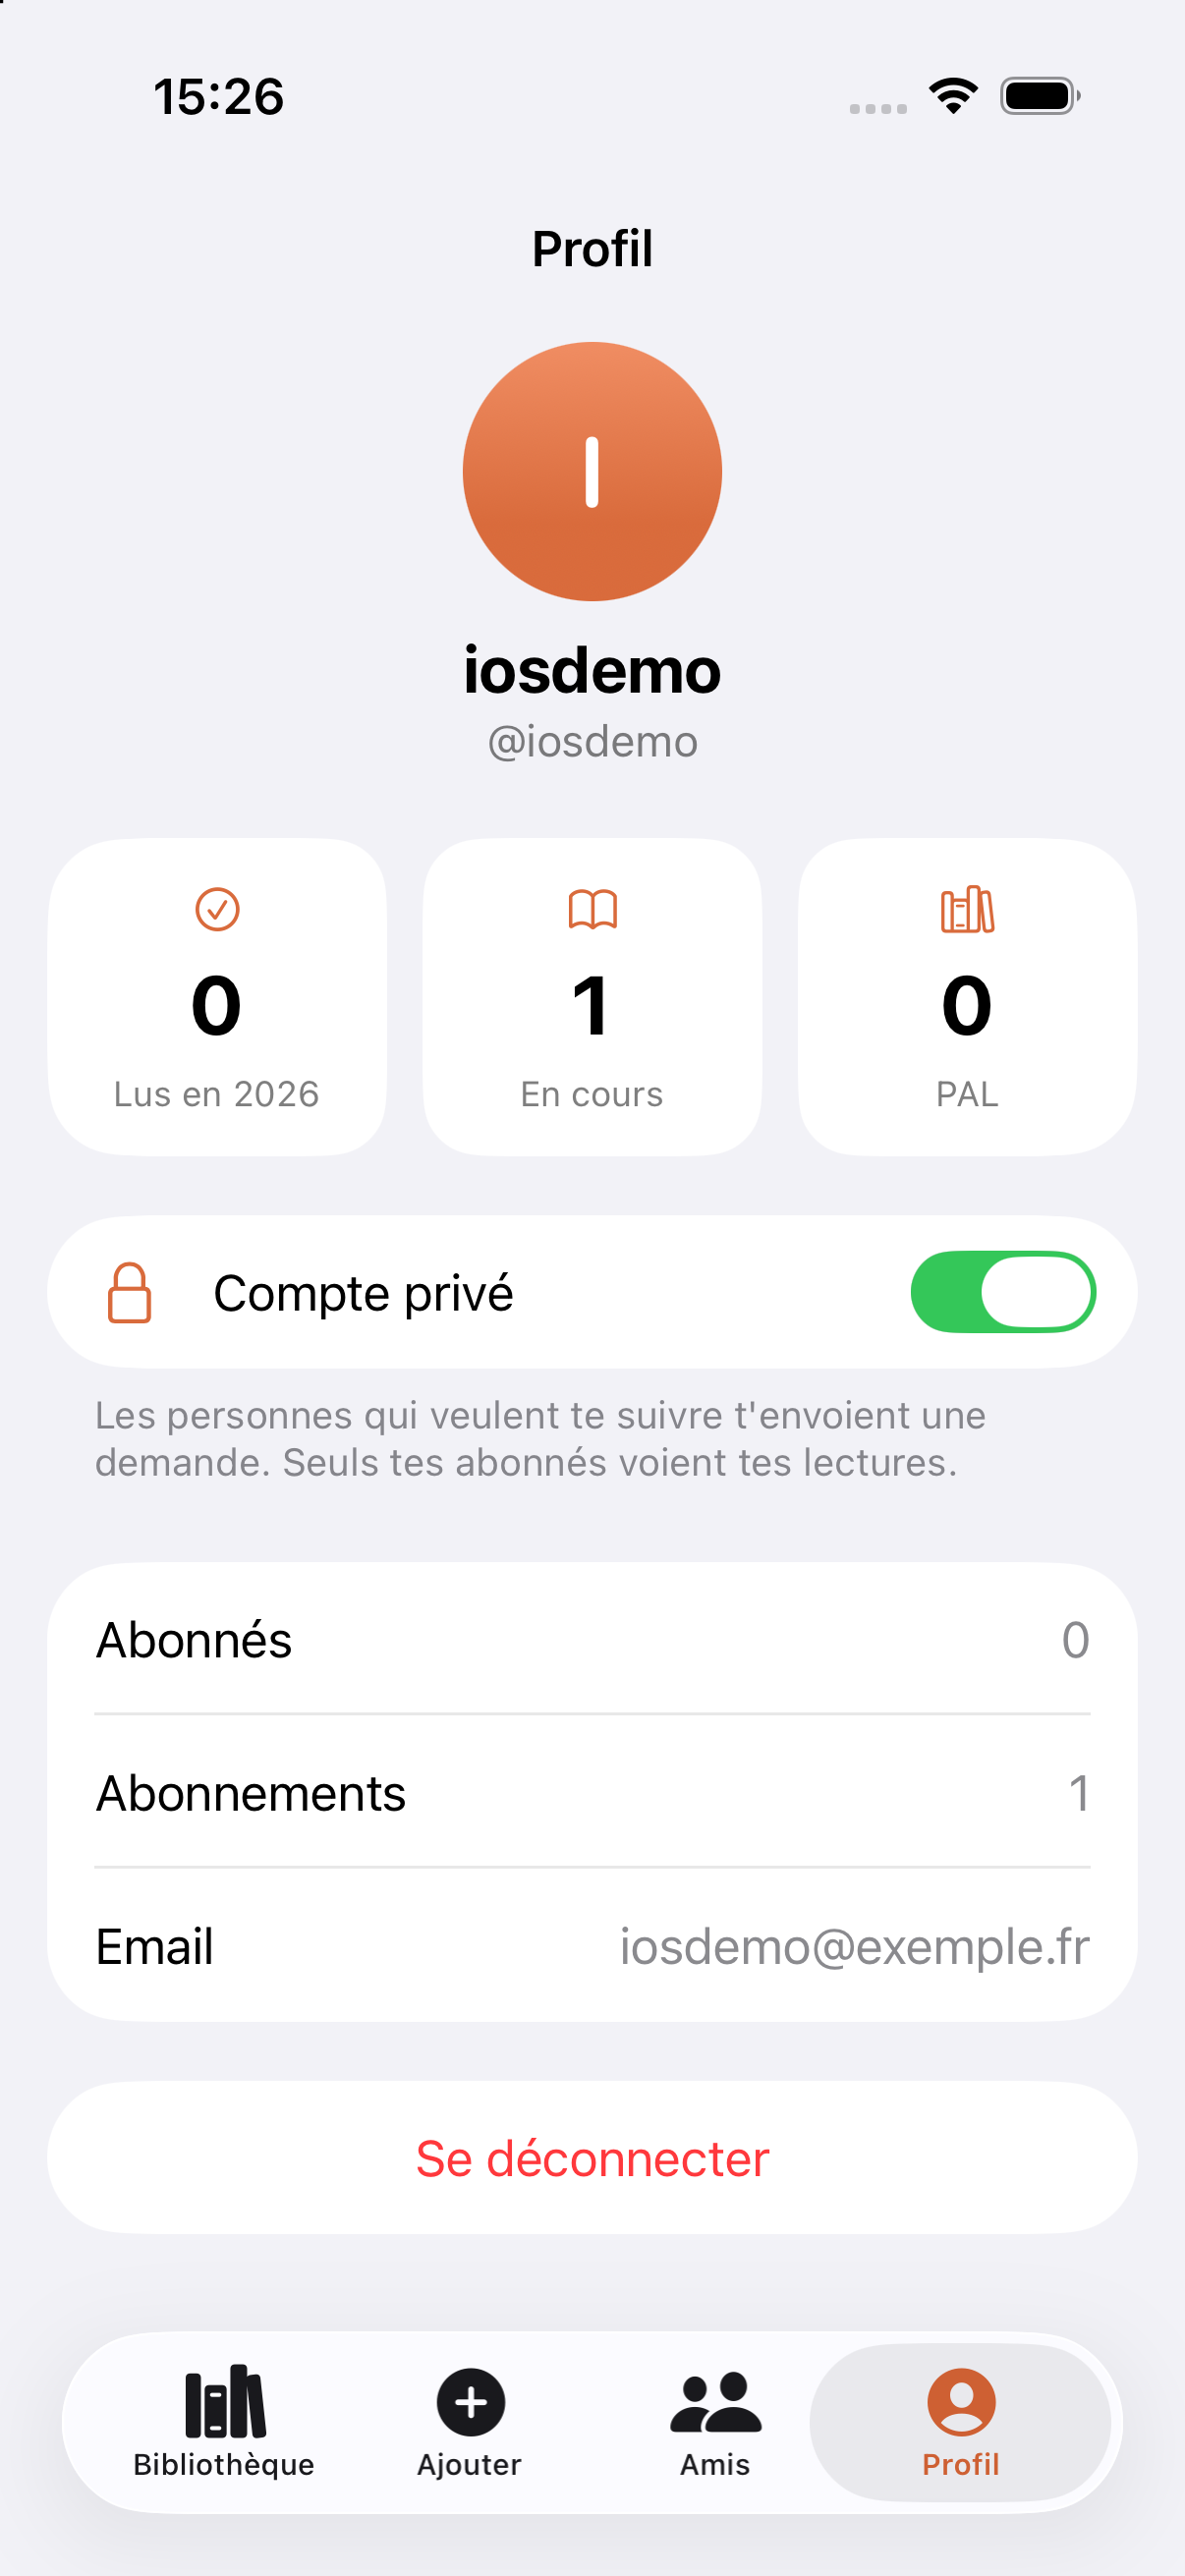 15:26
Profil
I
iosdemo
@iosdemo
0
Lus en 2026
1
En cours
0
PAL
Compte privé
Les personnes qui veulent te suivre t'envoient une
demande. Seuls tes abonnés voient tes lectures.
Abonnés 0
Abonnements 1
Email iosdemo@exemple.fr
Se déconnecter
Bibliothèque
Ajouter
Amis
Profil